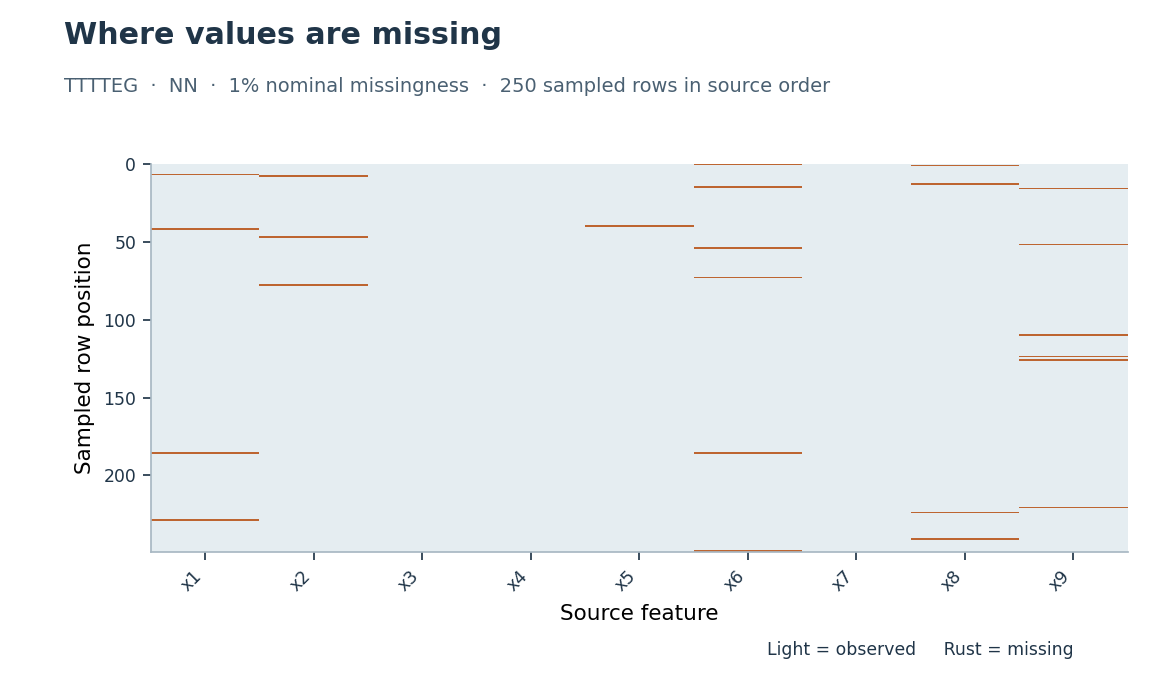 Where values are missing
TTTTEG · NN · 1% nominal missingness · 250 sampled rows in source order
0
50
100
150
200
Sampled row position
x1 x2 x3 x4 x5 x6 x7 x8 x9
Source feature
Light = observed Rust = missing